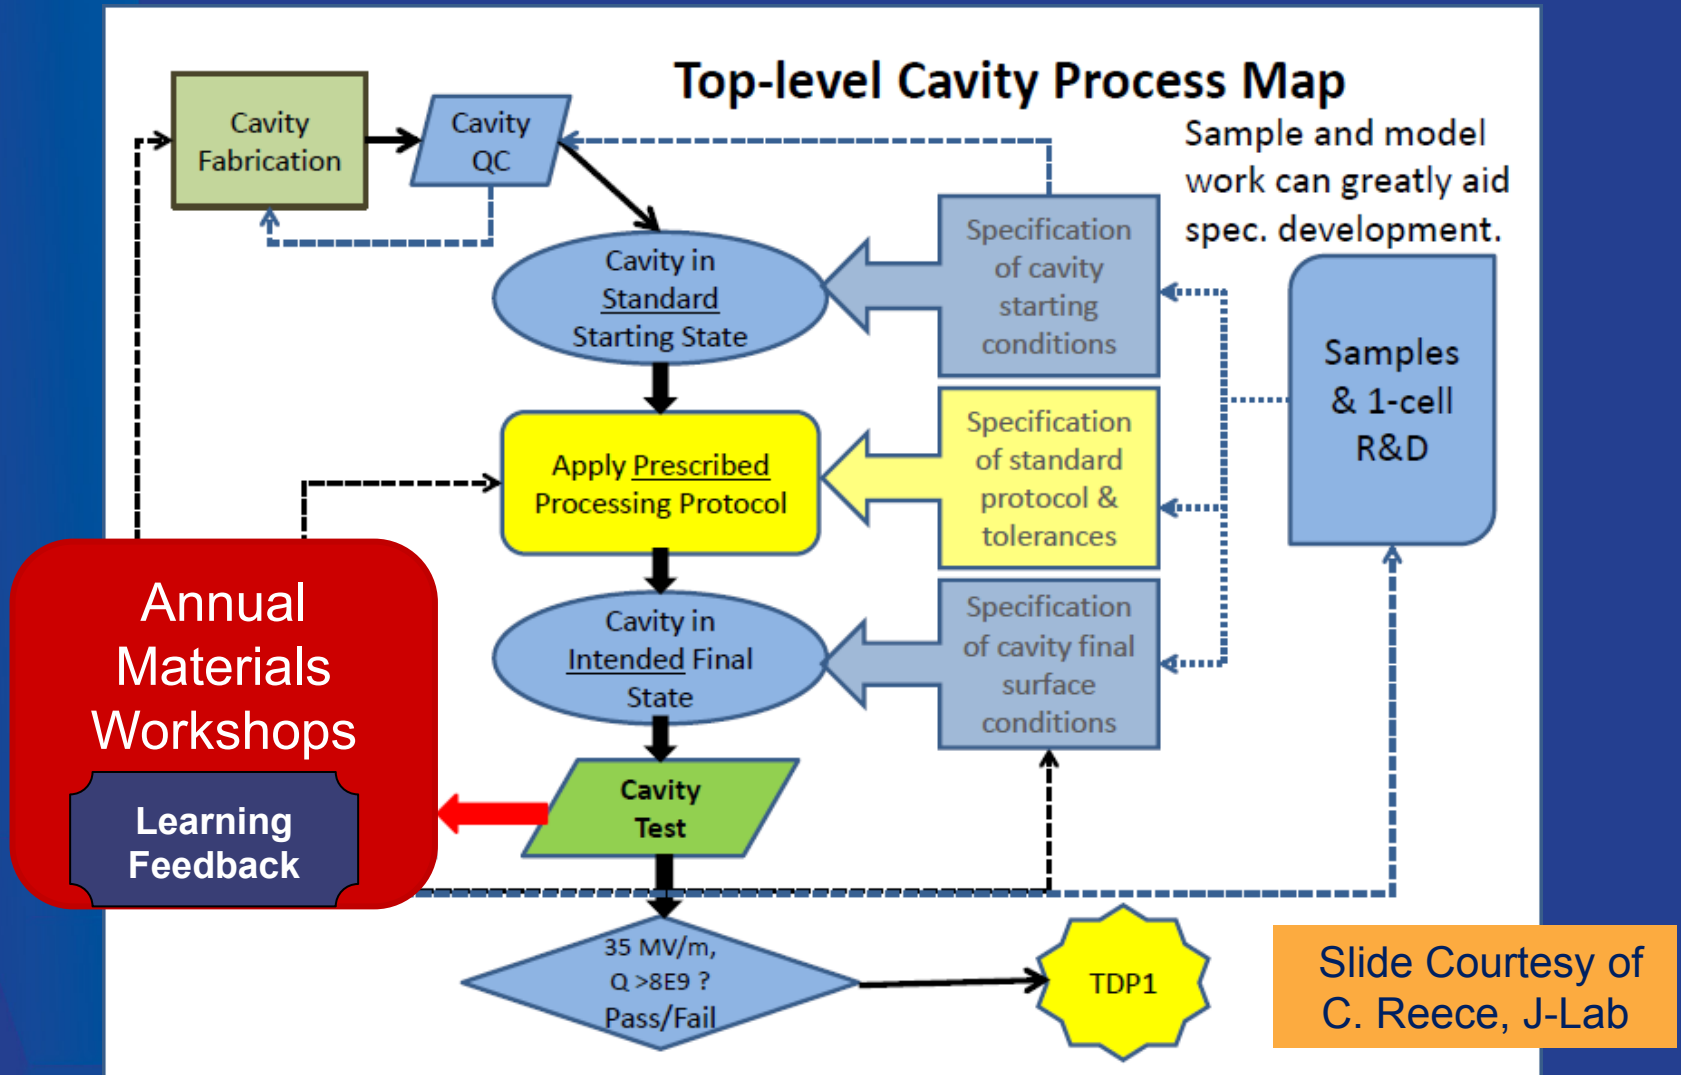 Top-level Cavity Process Map
Cavity
Fabrication
Cavity
QC
Sample and model
work can greatly aid
spec. development.
Cavity in
Standard
Starting State
Specification
of cavity
starting
conditions
Samples
& 1-cell
R&D
Apply Prescribed
Processing Protocol
Specification
of standard
protocol &
tolerances
Annual
Materials
Workshops
Learning
Feedback
Cavity in
Intended Final
State
Specification
of cavity final
surface
conditions
Cavity
Test
35 MV/m,
Q >8E9 ?
Pass/Fail
TDP1
Slide Courtesy of
C. Reece, J-Lab